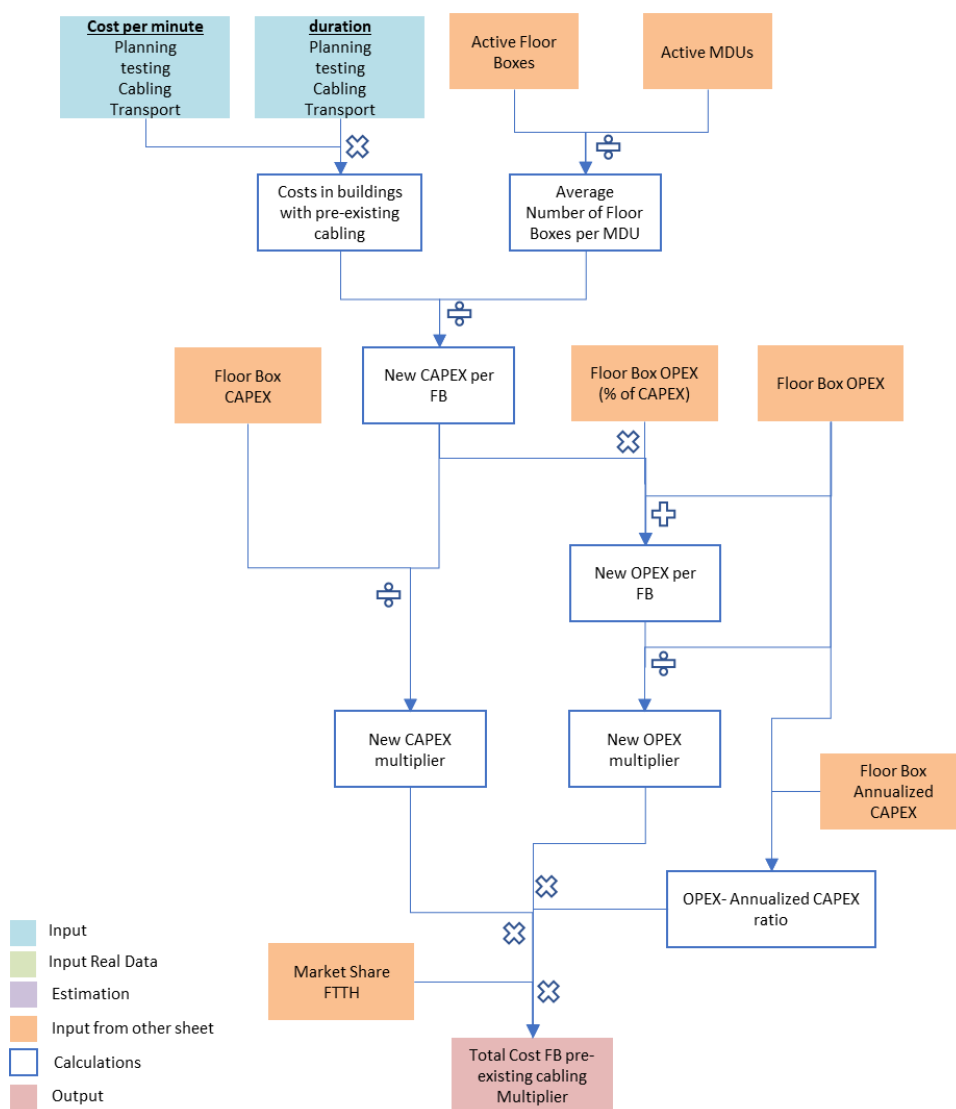 Cost per minute
Planning
testing
Cabling
Transport
duration
Planning
testing
Cabling
Transport
Active Floor
Boxes
Active MDUs
Costs in buildings
with pre-existing
cabling
Average
Number of Floor
Boxes per MDU
Floor Box
CAPEX
New CAPEX per
FB
Floor Box OPEX
(% of CAPEX)
Floor Box OPEX
New OPEX per
FB
New CAPEX
multiplier
New OPEX
multiplier
Floor Box
Annualized
CAPEX
OPEX- Annualized CAPEX
ratio
Market Share
FTTH
Total Cost FB pre-
existing cabling
Multiplier
Input
Input Real Data
Estimation
Input from other sheet
Calculations
Output